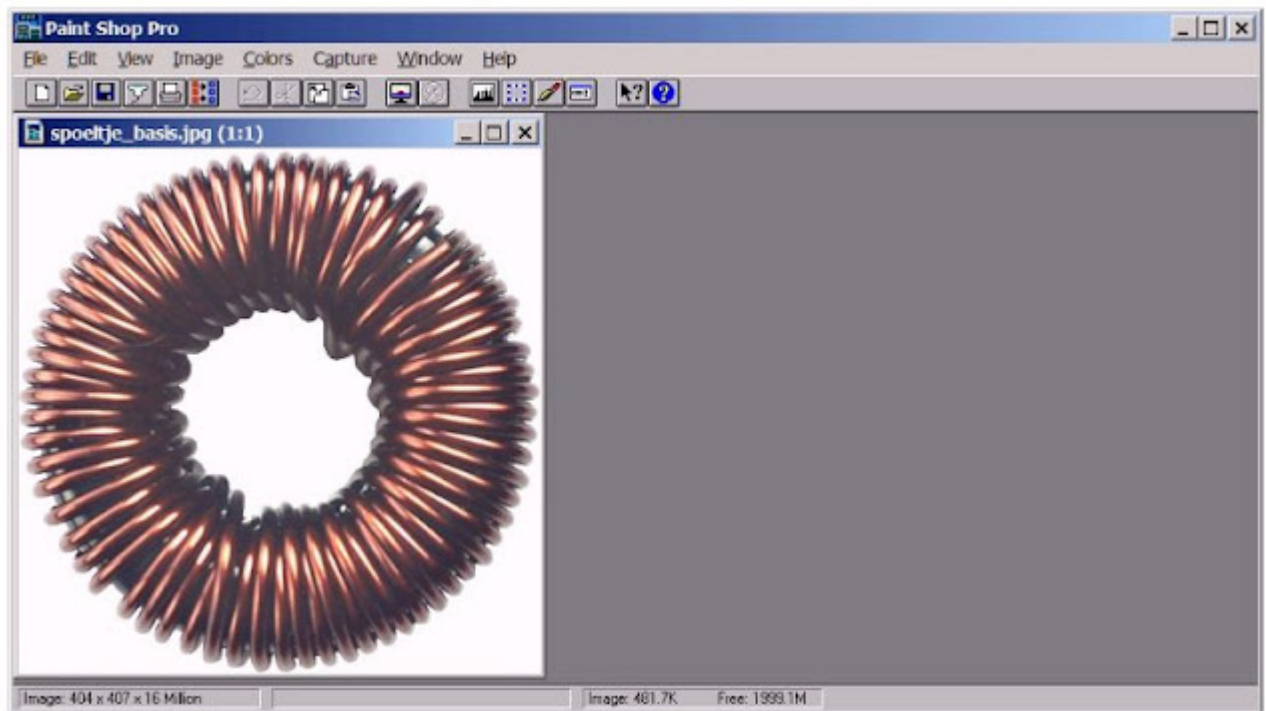 Paint Shop Pro
File Edit View Image Colors Capture Window Help
spoeltje_basis.jpg (1:1)
Image: 404 x 407 x 16 Million Image: 481.7K Free: 1999.1M